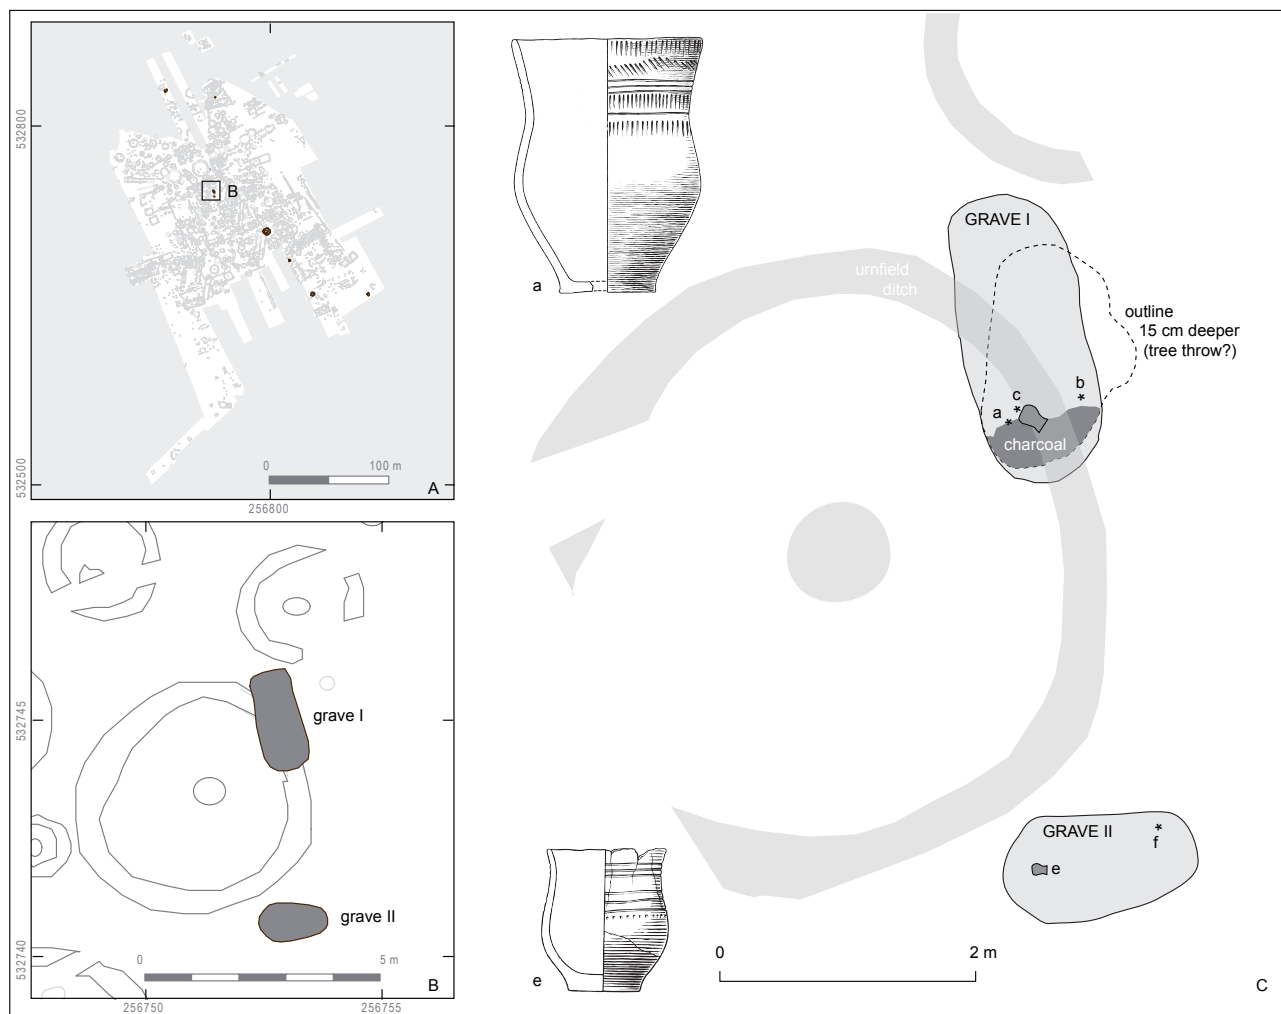 532800
532500
B
0
100 m
A
256800
532745
532740
grave I
grave II
0
5 m
B
256750
256755
a
urnfield
ditch
GRAVE I
outline
15 cm deeper
(tree throw?)
b
*
c
*
a
*
charcoal
GRAVE II
*
f
e
e
0
2 m
C